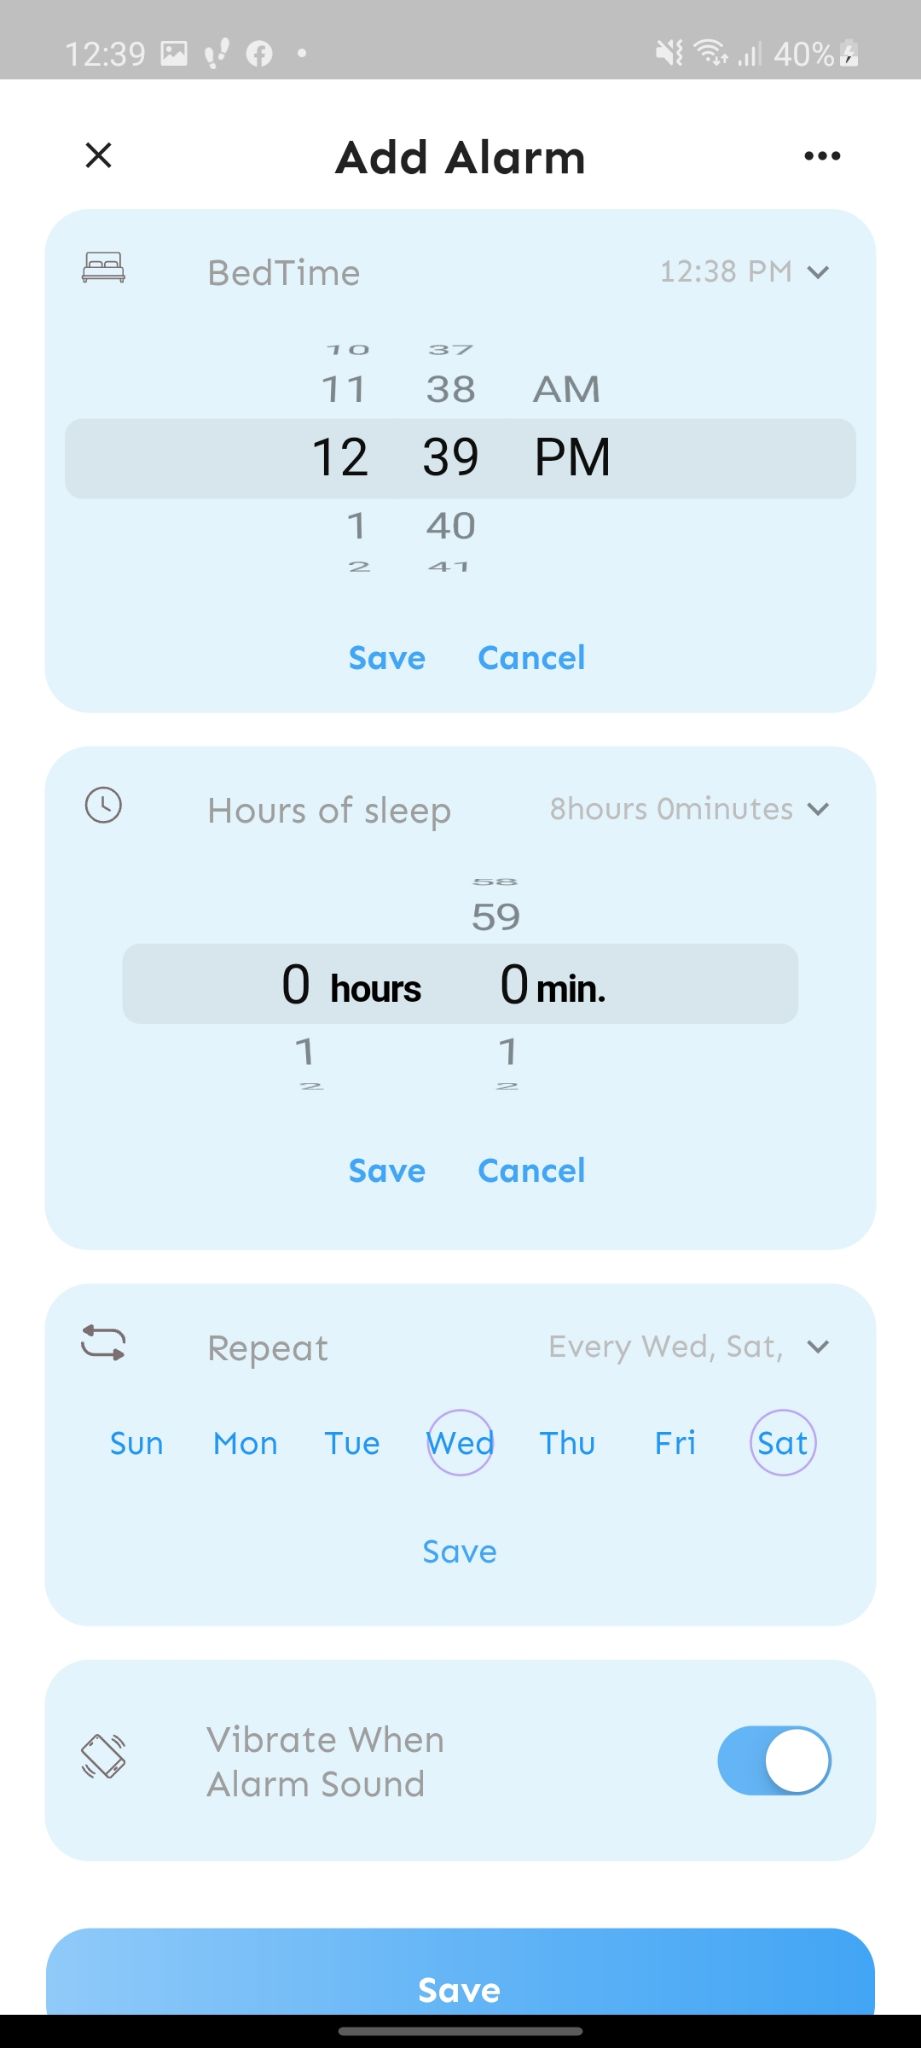 12:39 40%
Add Alarm
BedTime 12:38 PM
10 37
11 38 AM
12 39 PM
1 40
2 41
Save Cancel
Hours of sleep 8hours 0minutes
58
59
0 hours 0 min.
1 1
2 2
Save Cancel
Repeat Every Wed, Sat,
Sun Mon Tue Wed Thu Fri Sat
Save
Vibrate When
Alarm Sound
Save